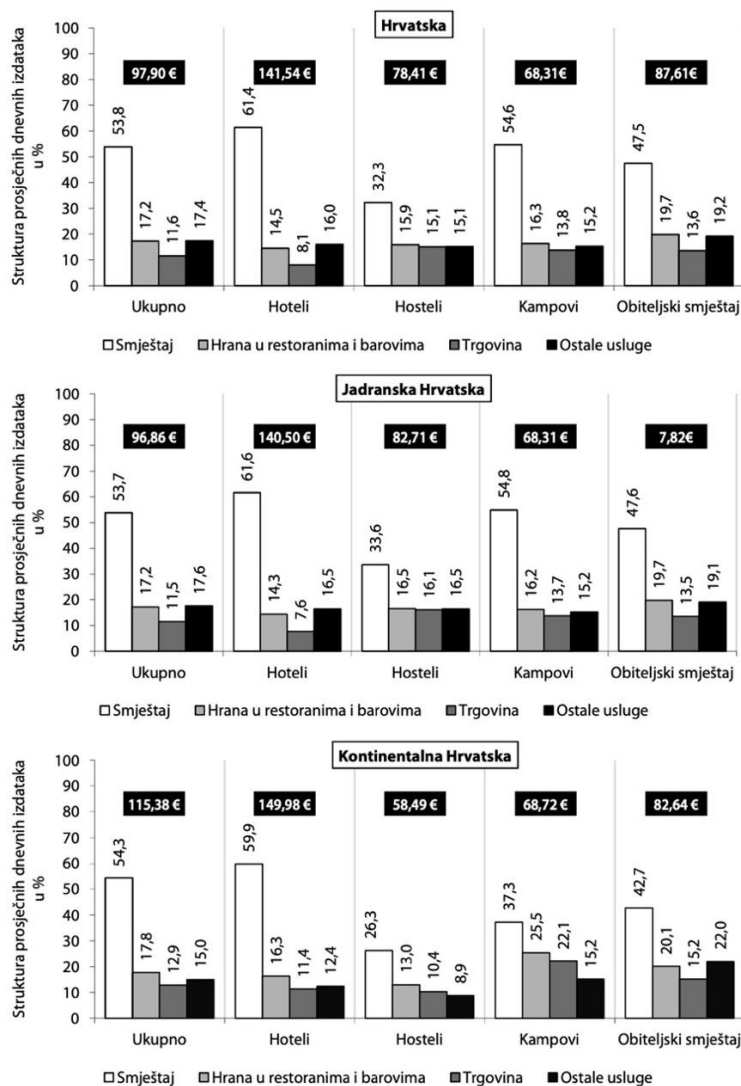 Hrvatska
Struktura prosječnih dnevnih izdataka
u %
100
90
80
70
60
50
40
30
20
10
0
97,90 € 141,54 € 78,41 € 68,31 € 87,61€
53,8 17,2 11,6 17,4 61,4 14,5 8,1 16,0 32,3 15,9 15,1 15,1 54,6 16,3 13,8 15,2 47,5 19,7 13,6 19,2
Ukupno Hoteli Hosteli Kampovi Obiteljski smještaj
Smještaj Hrana u restoranima i barovima Trgovina Ostale usluge
Jadranska Hrvatska
Struktura prosječnih dnevnih izdataka
u %
100
90
80
70
60
50
40
30
20
10
0
96,86 € 140,50 € 82,71 € 68,31 € 7,82€
53,7 17,2 11,5 17,6 61,6 14,3 7,6 16,5 33,6 16,5 16,1 16,5 54,8 16,2 13,7 15,2 47,6 19,7 13,5 19,1
Ukupno Hoteli Hosteli Kampovi Obiteljski smještaj
Smještaj Hrana u restoranima i barovima Trgovina Ostale usluge
Kontinentalna Hrvatska
Struktura prosječnih dnevnih izdataka
u %
100
90
80
70
60
50
40
30
20
10
0
115,38 € 149,98 € 58,49 € 68,72 € 82,64 €
54,3 17,8 12,9 15,0 59,9 16,3 11,4 12,4 26,3 13,0 10,4 8,9 37,3 25,5 22,1 15,2 42,7 20,1 15,2 22,0
Ukupno Hoteli Hosteli Kampovi Obiteljski smještaj
Smještaj Hrana u restoranima i barovima Trgovina Ostale usluge